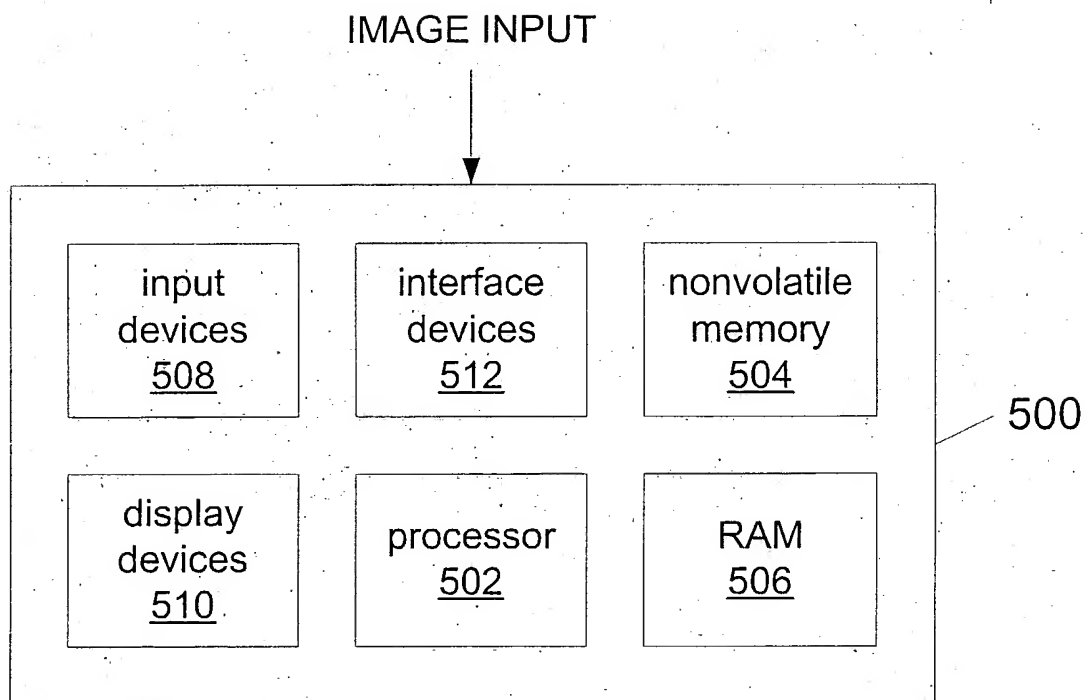 IMAGE INPUT
input
devices
508
interface
devices
512
nonvolatile
memory
504
500
display
devices
510
processor
502
RAM
506